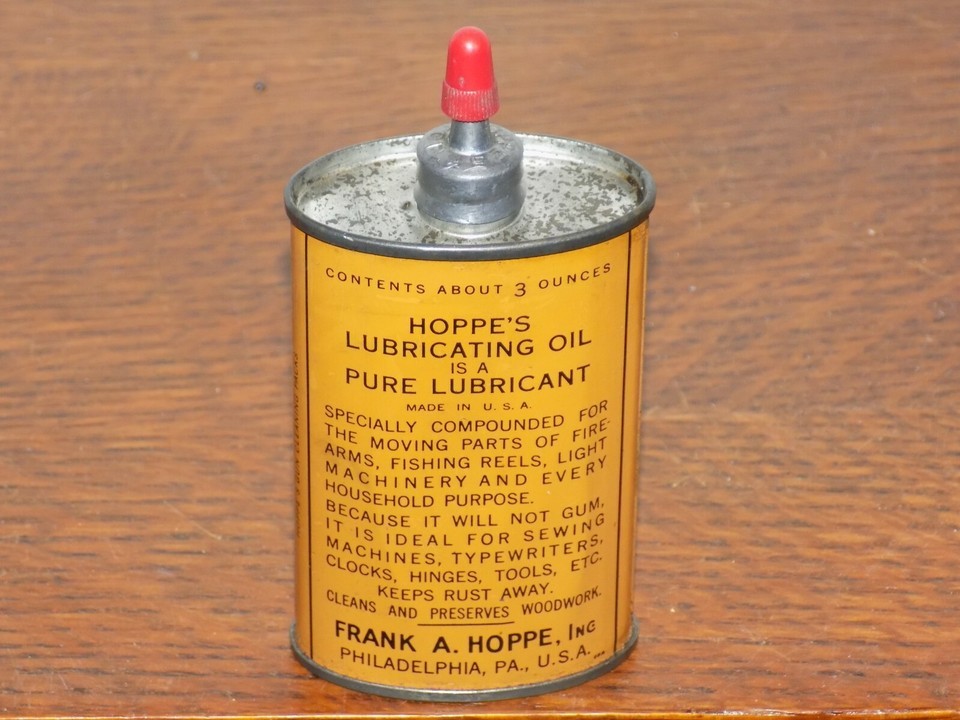 CONTENTS ABOUT 3 OUNCES
HOPPE'S
LUBRICATING OIL
IS A
PURE LUBRICANT
MADE IN U.S.A.
SPECIALLY COMPOUNDED FOR
THE MOVING PARTS OF FIRE-
ARMS, FISHING REELS, LIGHT
MACHINERY AND EVERY
HOUSEHOLD PURPOSE.
BECAUSE IT WILL NOT GUM,
IT IS IDEAL FOR SEWING
MACHINES, TYPEWRITERS,
CLOCKS, HINGES, TOOLS, ETC.
KEEPS RUST AWAY.
CLEANS AND PRESERVES WOODWORK.
FRANK A. HOPPE, INC
PHILADELPHIA, PA., U.S.A.